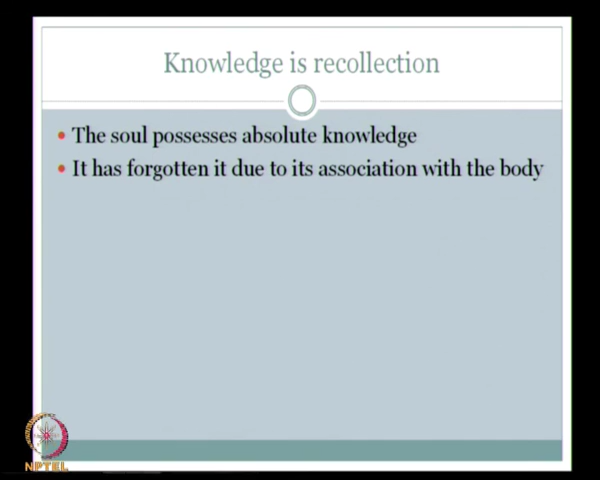 Knowledge is recollection
• The soul possesses absolute knowledge
• It has forgotten it due to its association with the body
NPTEL